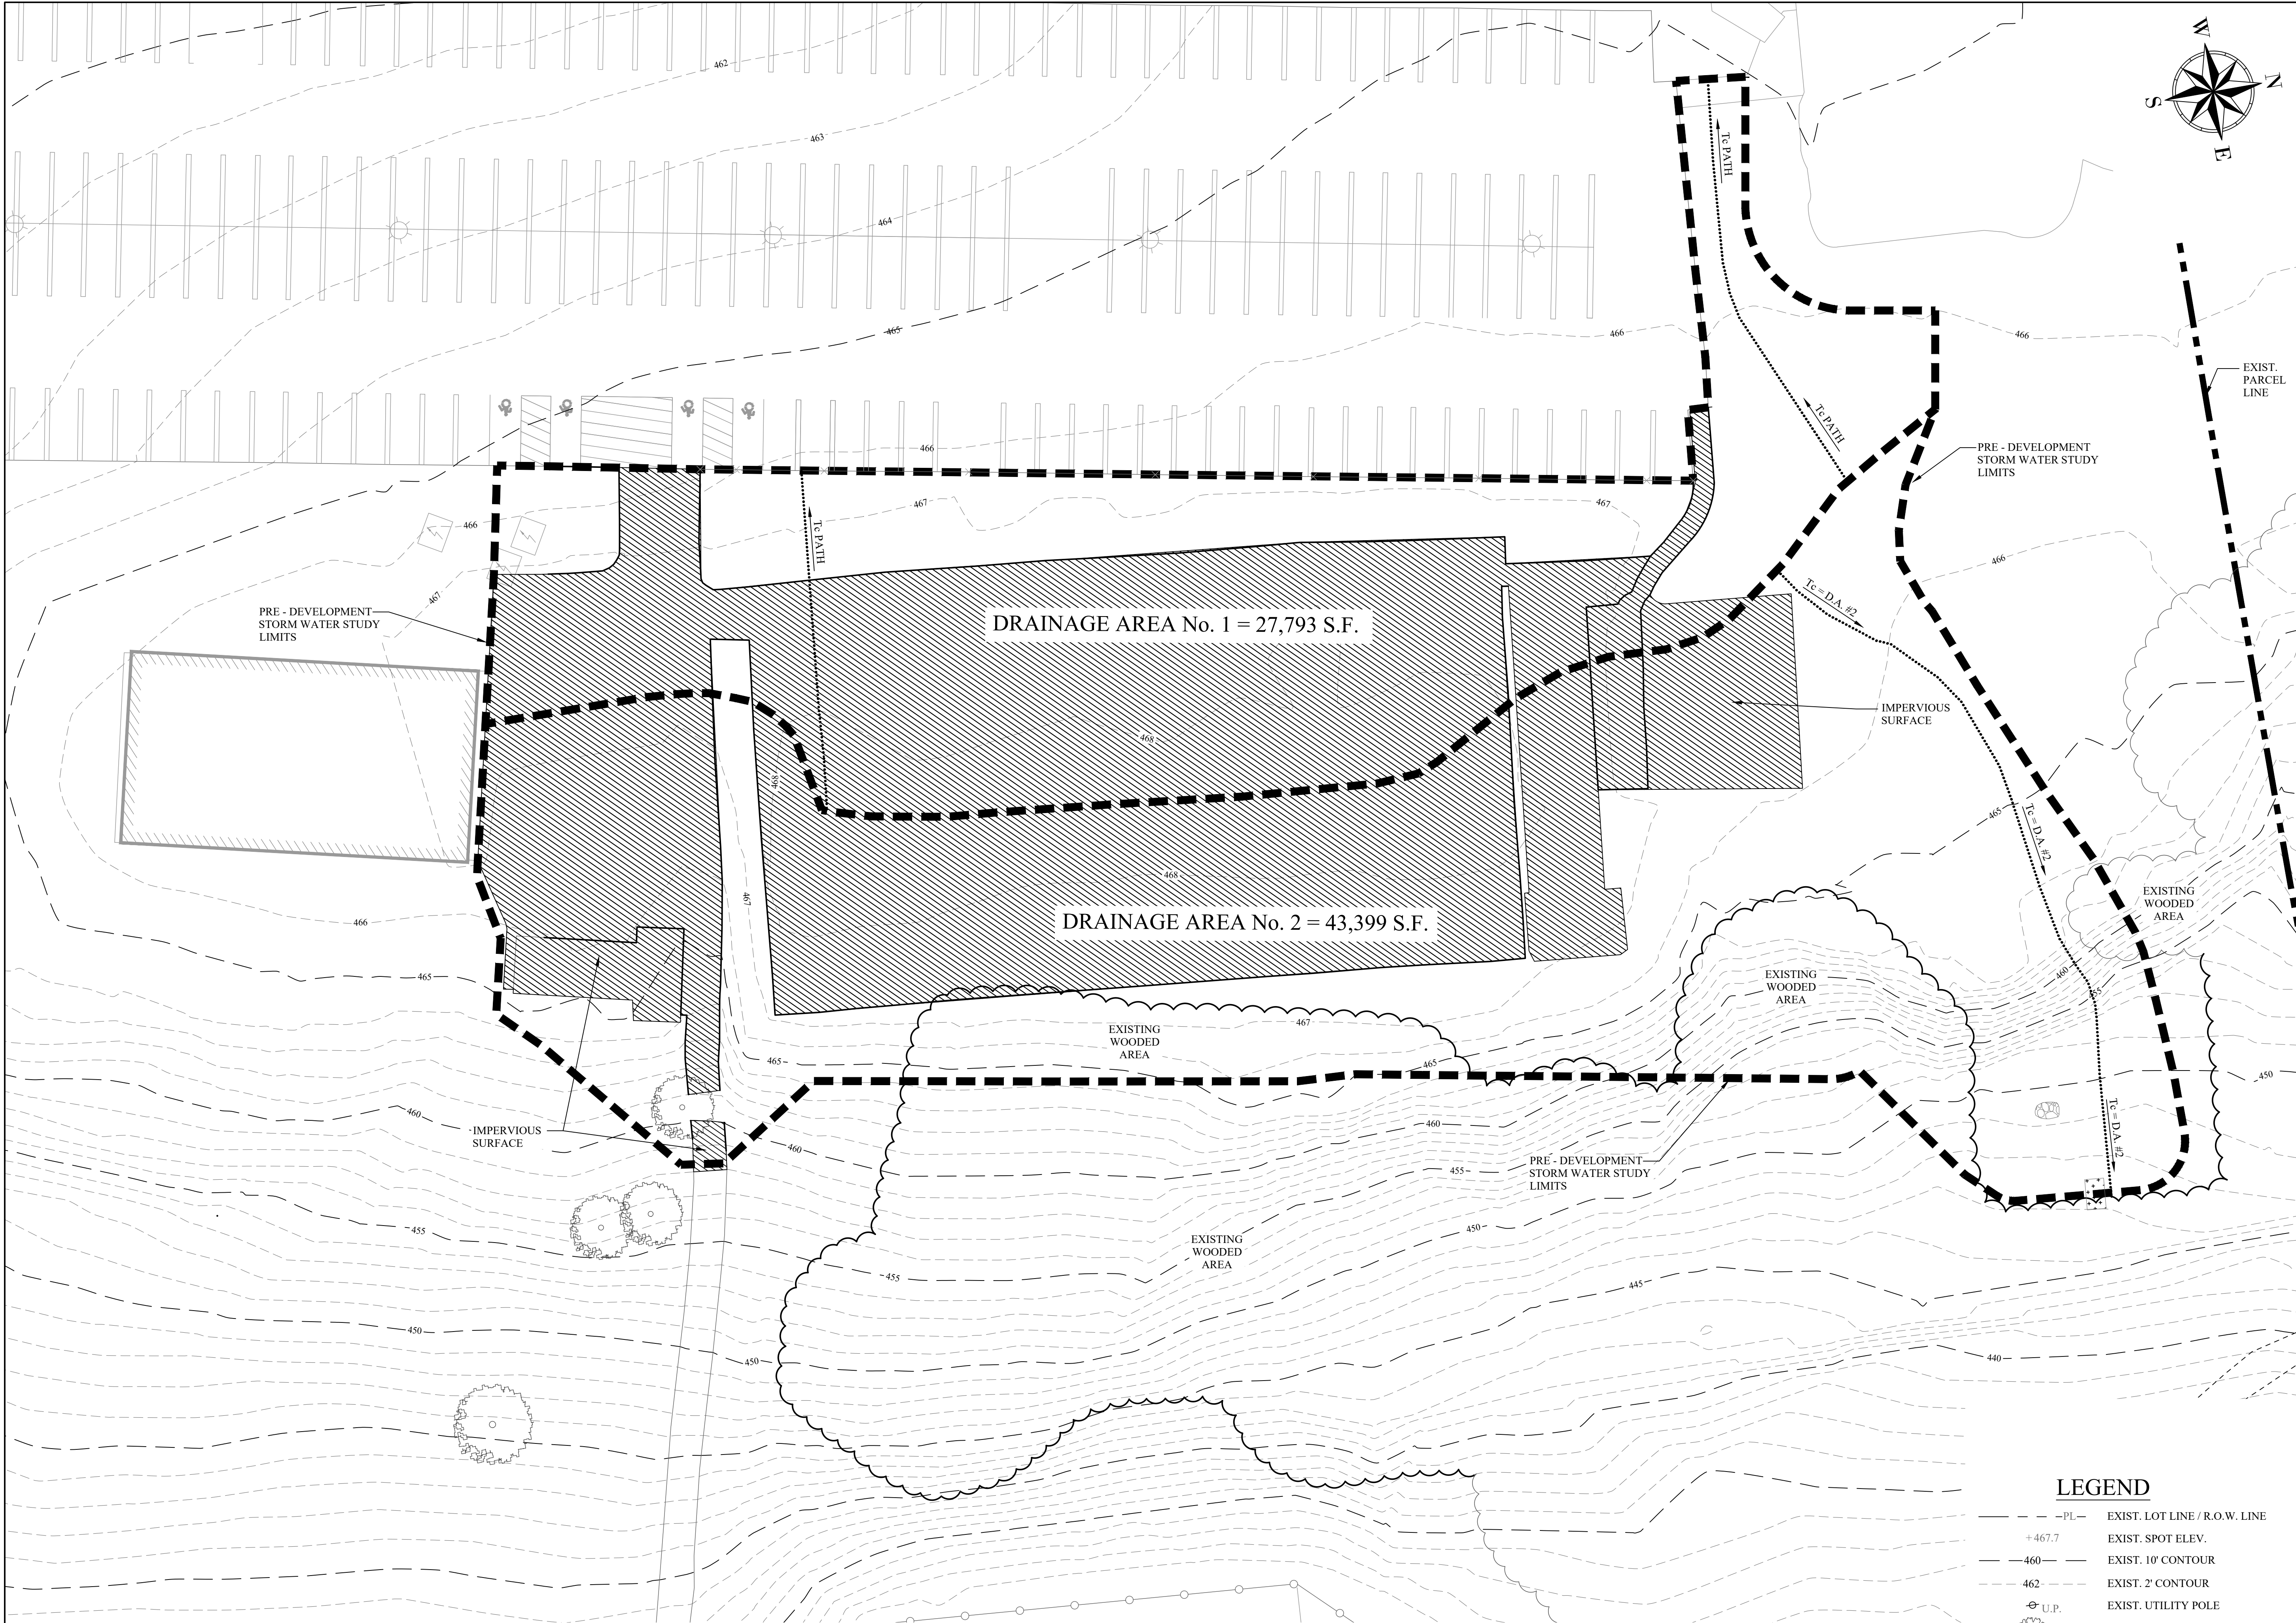 W
N
S
E
462
463
464
465
466
466
466
467
467
466
467
466
465
466
468
468
468
467
465
467
465
465
460
455
460
460
460
455
455
455
450
450
450
450
445
440
Tc PATH
Tc PATH
Tc PATH
EXIST.
PARCEL
LINE
PRE - DEVELOPMENT
STORM WATER STUDY
LIMITS
PRE - DEVELOPMENT
STORM WATER STUDY
LIMITS
DRAINAGE AREA No. 1 = 27,793 S.F.
Tc = D.A. #2
IMPERVIOUS
SURFACE
Tc = D.A. #2
DRAINAGE AREA No. 2 = 43,399 S.F.
EXISTING
WOODED
AREA
EXISTING
WOODED
AREA
EXISTING
WOODED
AREA
IMPERVIOUS
SURFACE
Tc = D.A. #2
PRE - DEVELOPMENT
STORM WATER STUDY
LIMITS
EXISTING
WOODED
AREA
LEGEND
PL EXIST. LOT LINE / R.O.W. LINE
+467.7 EXIST. SPOT ELEV.
460 EXIST. 10' CONTOUR
462 EXIST. 2' CONTOUR
U.P. EXIST. UTILITY POLE